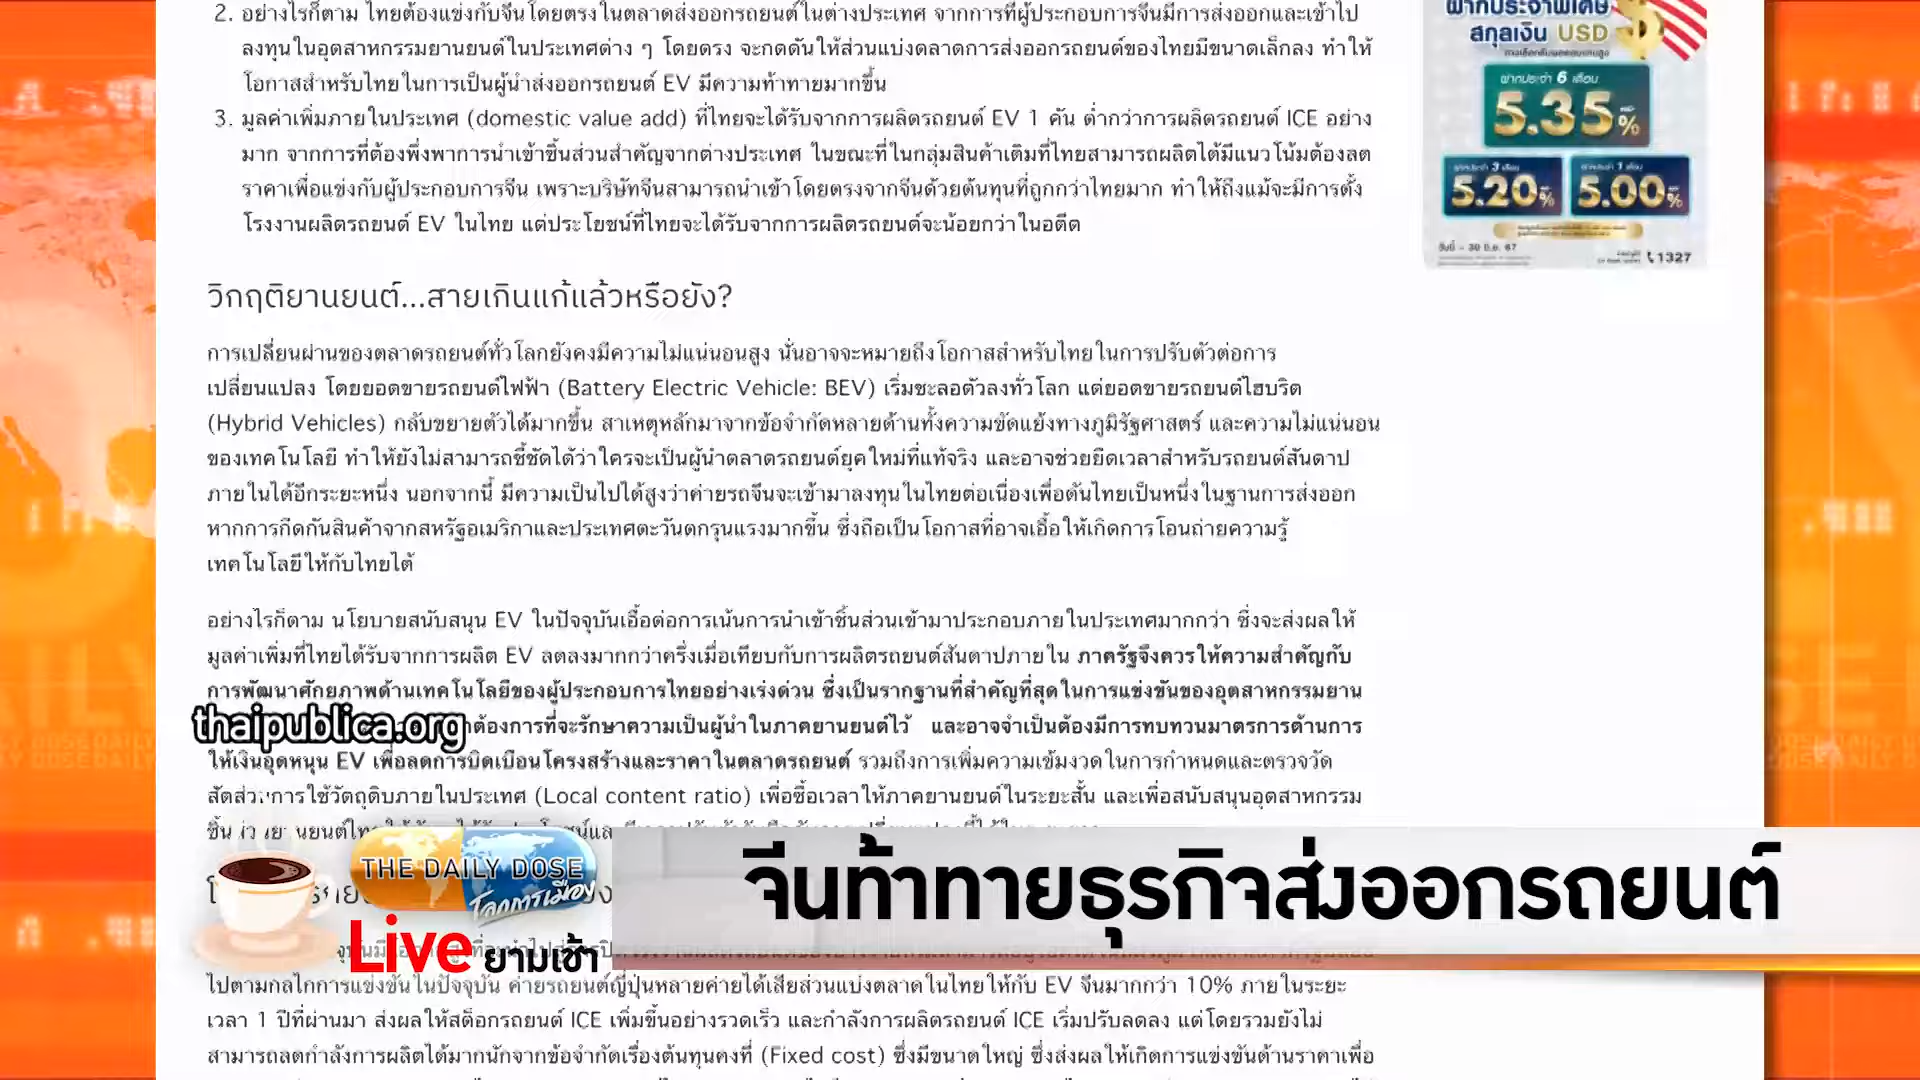 2. อย่างไรก็ตาม ไทยต้องแข่งกับจีนโดยตรงในตลาดส่งออกรถยนต์ในต่างประเทศ จากการที่ผู้ประกอบการจีนมีการส่งออกและเข้าไป
ลงทุนในอุตสาหกรรมยานยนต์ในประเทศต่าง ๆ โดยตรง จะกดดันให้ส่วนแบ่งตลาดการส่งออกรถยนต์ของไทยมีขนาดเล็กลง ทำให้
โอกาสสำหรับไทยในการเป็นผู้นำส่งออกรถยนต์ EV มีความท้าทายมากขึ้น
3. มูลค่าเพิ่มภายในประเทศ (domestic value add) ที่ไทยจะได้รับจากการผลิตรถยนต์ EV 1 คัน ต่ำกว่าการผลิตรถยนต์ ICE อย่าง
มาก จากการที่ต้องพึ่งพาการนำเข้าชิ้นส่วนสำคัญจากต่างประเทศ ในขณะที่ในกลุ่มสินค้าเดิมที่ไทยสามารถผลิตได้มีแนวโน้มต้องลด
ราคาเพื่อแข่งกับผู้ประกอบการจีน เพราะบริษัทจีนสามารถนำเข้าโดยตรงจากจีนด้วยต้นทุนที่ถูกกว่าไทยมาก ทำให้ถึงแม้จะมีการตั้ง
โรงงานผลิตรถยนต์ EV ในไทย แต่ประโยชน์ที่ไทยจะได้รับจากการผลิตรถยนต์จะน้อยกว่าในอดีต
ฝากประจำพิเศษ
สกุลเงิน USD
ฝากประจำ 6 เดือน
5.35%
ฝากประจำ 3 เดือน
5.20%
ฝากประจำ 1 เดือน
5.00%
วันนี้ - 30 มิ.ย. 67
1327
วิกฤติยานยนต์...สายเกินแก้แล้วหรือยัง?
การเปลี่ยนผ่านของตลาดรถยนต์ทั่วโลกยังคงมีความไม่แน่นอนสูง นั่นอาจจะหมายถึงโอกาสสำหรับไทยในการปรับตัวต่อการ
เปลี่ยนแปลง โดยยอดขายรถยนต์ไฟฟ้า (Battery Electric Vehicle: BEV) เริ่มชะลอตัวลงทั่วโลก แต่ยอดขายรถยนต์ไฮบริด
(Hybrid Vehicles) กลับขยายตัวได้มากขึ้น สาเหตุหลักมาจากข้อจำกัดหลายด้านทั้งความขัดแย้งทางภูมิรัฐศาสตร์ และความไม่แน่นอน
ของเทคโนโลยี ทำให้ยังไม่สามารถชี้ชัดได้ว่าใครจะเป็นผู้นำตลาดรถยนต์ยุคใหม่ที่แท้จริง และอาจช่วยยืดเวลาสำหรับรถยนต์สันดาป
ภายในได้อีกระยะหนึ่ง นอกจากนี้ มีความเป็นไปได้สูงว่าค่ายรถจีนจะเข้ามาลงทุนในไทยต่อเนื่องเพื่อดันไทยเป็นหนึ่งในฐานการส่งออก
หากการกีดกันสินค้าจากสหรัฐอเมริกาและประเทศตะวันตกรุนแรงมากขึ้น ซึ่งถือเป็นโอกาสที่อาจเอื้อให้เกิดการโอนถ่ายความรู้
เทคโนโลยีให้กับไทยได้
อย่างไรก็ตาม นโยบายสนับสนุน EV ในปัจจุบันเอื้อต่อการเน้นการนำเข้าชิ้นส่วนเข้ามาประกอบภายในประเทศมากกว่า ซึ่งจะส่งผลให้
มูลค่าเพิ่มที่ไทยได้รับจากการผลิต EV ลดลงมากกว่าครึ่งเมื่อเทียบกับการผลิตรถยนต์สันดาปภายใน ภาครัฐจึงควรให้ความสำคัญกับ
การพัฒนาศักยภาพด้านเทคโนโลยีของผู้ประกอบการไทยอย่างเร่งด่วน ซึ่งเป็นรากฐานที่สำคัญที่สุดในการแข่งขันของอุตสาหกรรมยาน
thaipublica.org
ต้องการที่จะรักษาความเป็นผู้นำในภาคยานยนต์ไว้ และอาจจำเป็นต้องมีการทบทวนมาตรการด้านการ
ให้เงินอุดหนุน EV เพื่อลดการบิดเบือนโครงสร้างและราคาในตลาดรถยนต์ รวมถึงการเพิ่มความเข้มงวดในการกำหนดและตรวจวัด
สัดส่วนการใช้วัตถุดิบภายในประเทศ (Local content ratio) เพื่อซื้อเวลาให้ภาคยานยนต์ในระยะสั้น และเพื่อสนับสนุนอุตสาหกรรม
THE DAILY DOSE
โลกการเมือง
Live ยามเช้า
จีนท้าทายธุรกิจส่งออกรถยนต์
ไปตามกลไกการแข่งขันในปัจจุบัน ค่ายรถยนต์ญี่ปุ่นหลายค่ายได้เสียส่วนแบ่งตลาดในไทยให้กับ EV จีนมากกว่า 10% ภายในระยะ
เวลา 1 ปีที่ผ่านมา ส่งผลให้สต็อกรถยนต์ ICE เพิ่มขึ้นอย่างรวดเร็ว และกำลังการผลิตรถยนต์ ICE เริ่มปรับลดลง แต่โดยรวมยังไม่
สามารถลดกำลังการผลิตได้มากนักจากข้อจำกัดเรื่องต้นทุนคงที่ (Fixed cost) ซึ่งมีขนาดใหญ่ ซึ่งส่งผลให้เกิดการแข่งขันด้านราคาเพื่อ